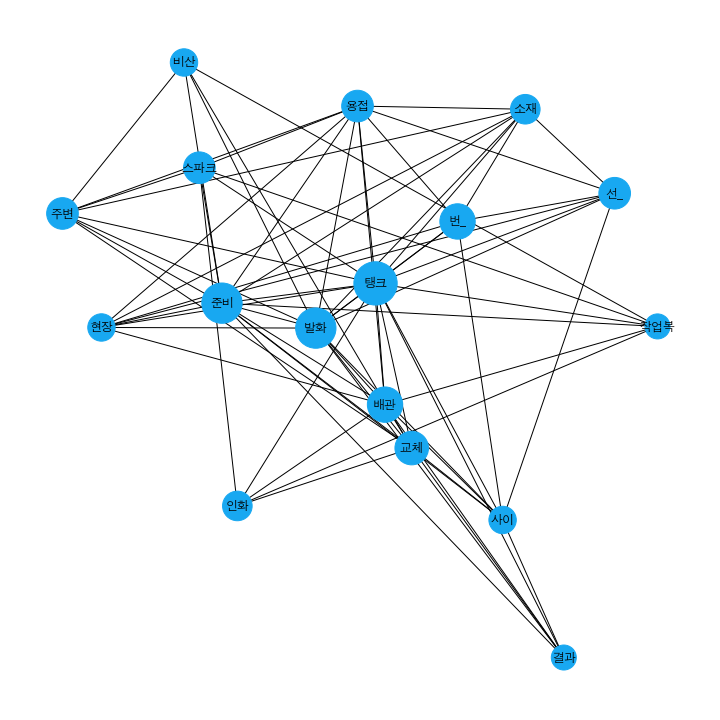 비산
용접
소재
스파크
선_
주변
번_
탱크
준비
현장
발화
작업복
배관
교체
인화
사이
결과